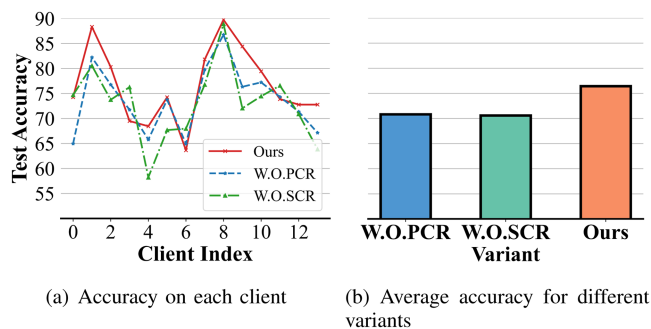 90
85
80
75
70
65
60
55
Test Accuracy
Ours
W.O.PCR
W.O.SCR
0 2 4 6 8 10 12
Client Index
W.O.PCR W.O.SCR Ours
Variant
(a) Accuracy on each client
(b) Average accuracy for different
variants